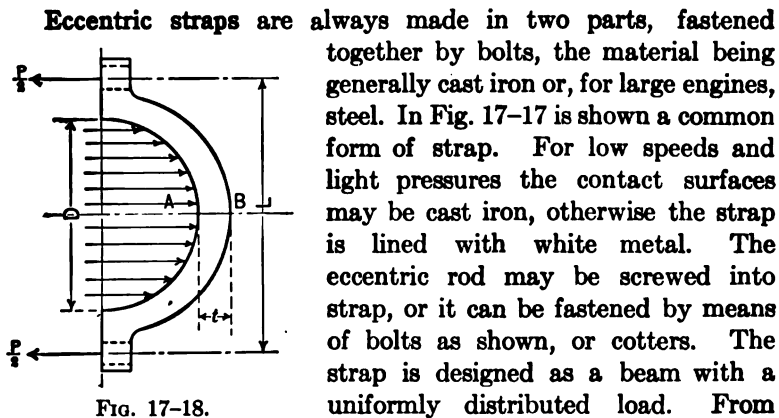 Eccentric straps are always made in two parts, fastened
together by bolts, the material being
generally cast iron or, for large engines,
steel. In Fig. 17–17 is shown a common
form of strap. For low speeds and
light pressures the contact surfaces
may be cast iron, otherwise the strap
is lined with white metal. The
eccentric rod may be screwed into
strap, or it can be fastened by means
of bolts as shown, or cotters. The
strap is designed as a beam with a
uniformly distributed load. From
P/2
D
A
B
L
t
P/2
FIG. 17–18.